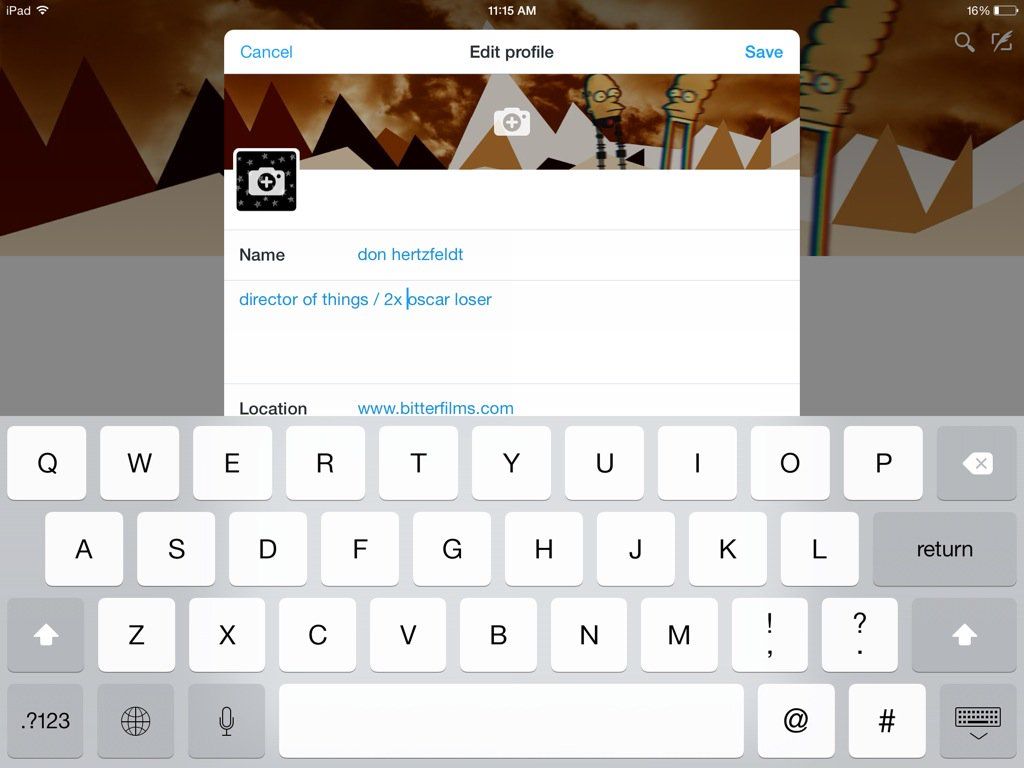 iPad 11:15 AM 16%
Cancel Edit profile Save
Name don hertzfeldt
director of things / 2x oscar loser
Location www.bitterfilms.com
Q W E R T Y U I O P
A S D F G H J K L return
Z X C V B N M ! , ? .
.?123 @ #